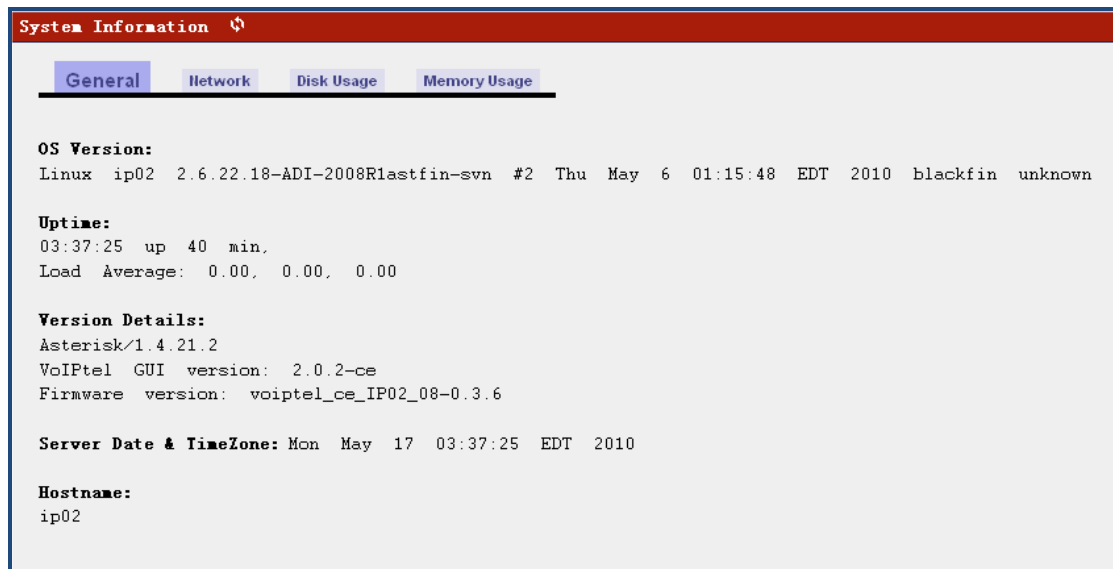 System Information
General Network Disk Usage Memory Usage
OS Version:
Linux ip02 2.6.22.18-ADI-2008R1astfin-svn #2 Thu May 6 01:15:48 EDT 2010 blackfin unknown
Uptime:
03:37:25 up 40 min,
Load Average: 0.00, 0.00, 0.00
Version Details:
Asterisk/1.4.21.2
VoIPtel GUI version: 2.0.2-ce
Firmware version: voiptel_ce_IP02_08-0.3.6
Server Date & TimeZone: Mon May 17 03:37:25 EDT 2010
Hostname:
ip02